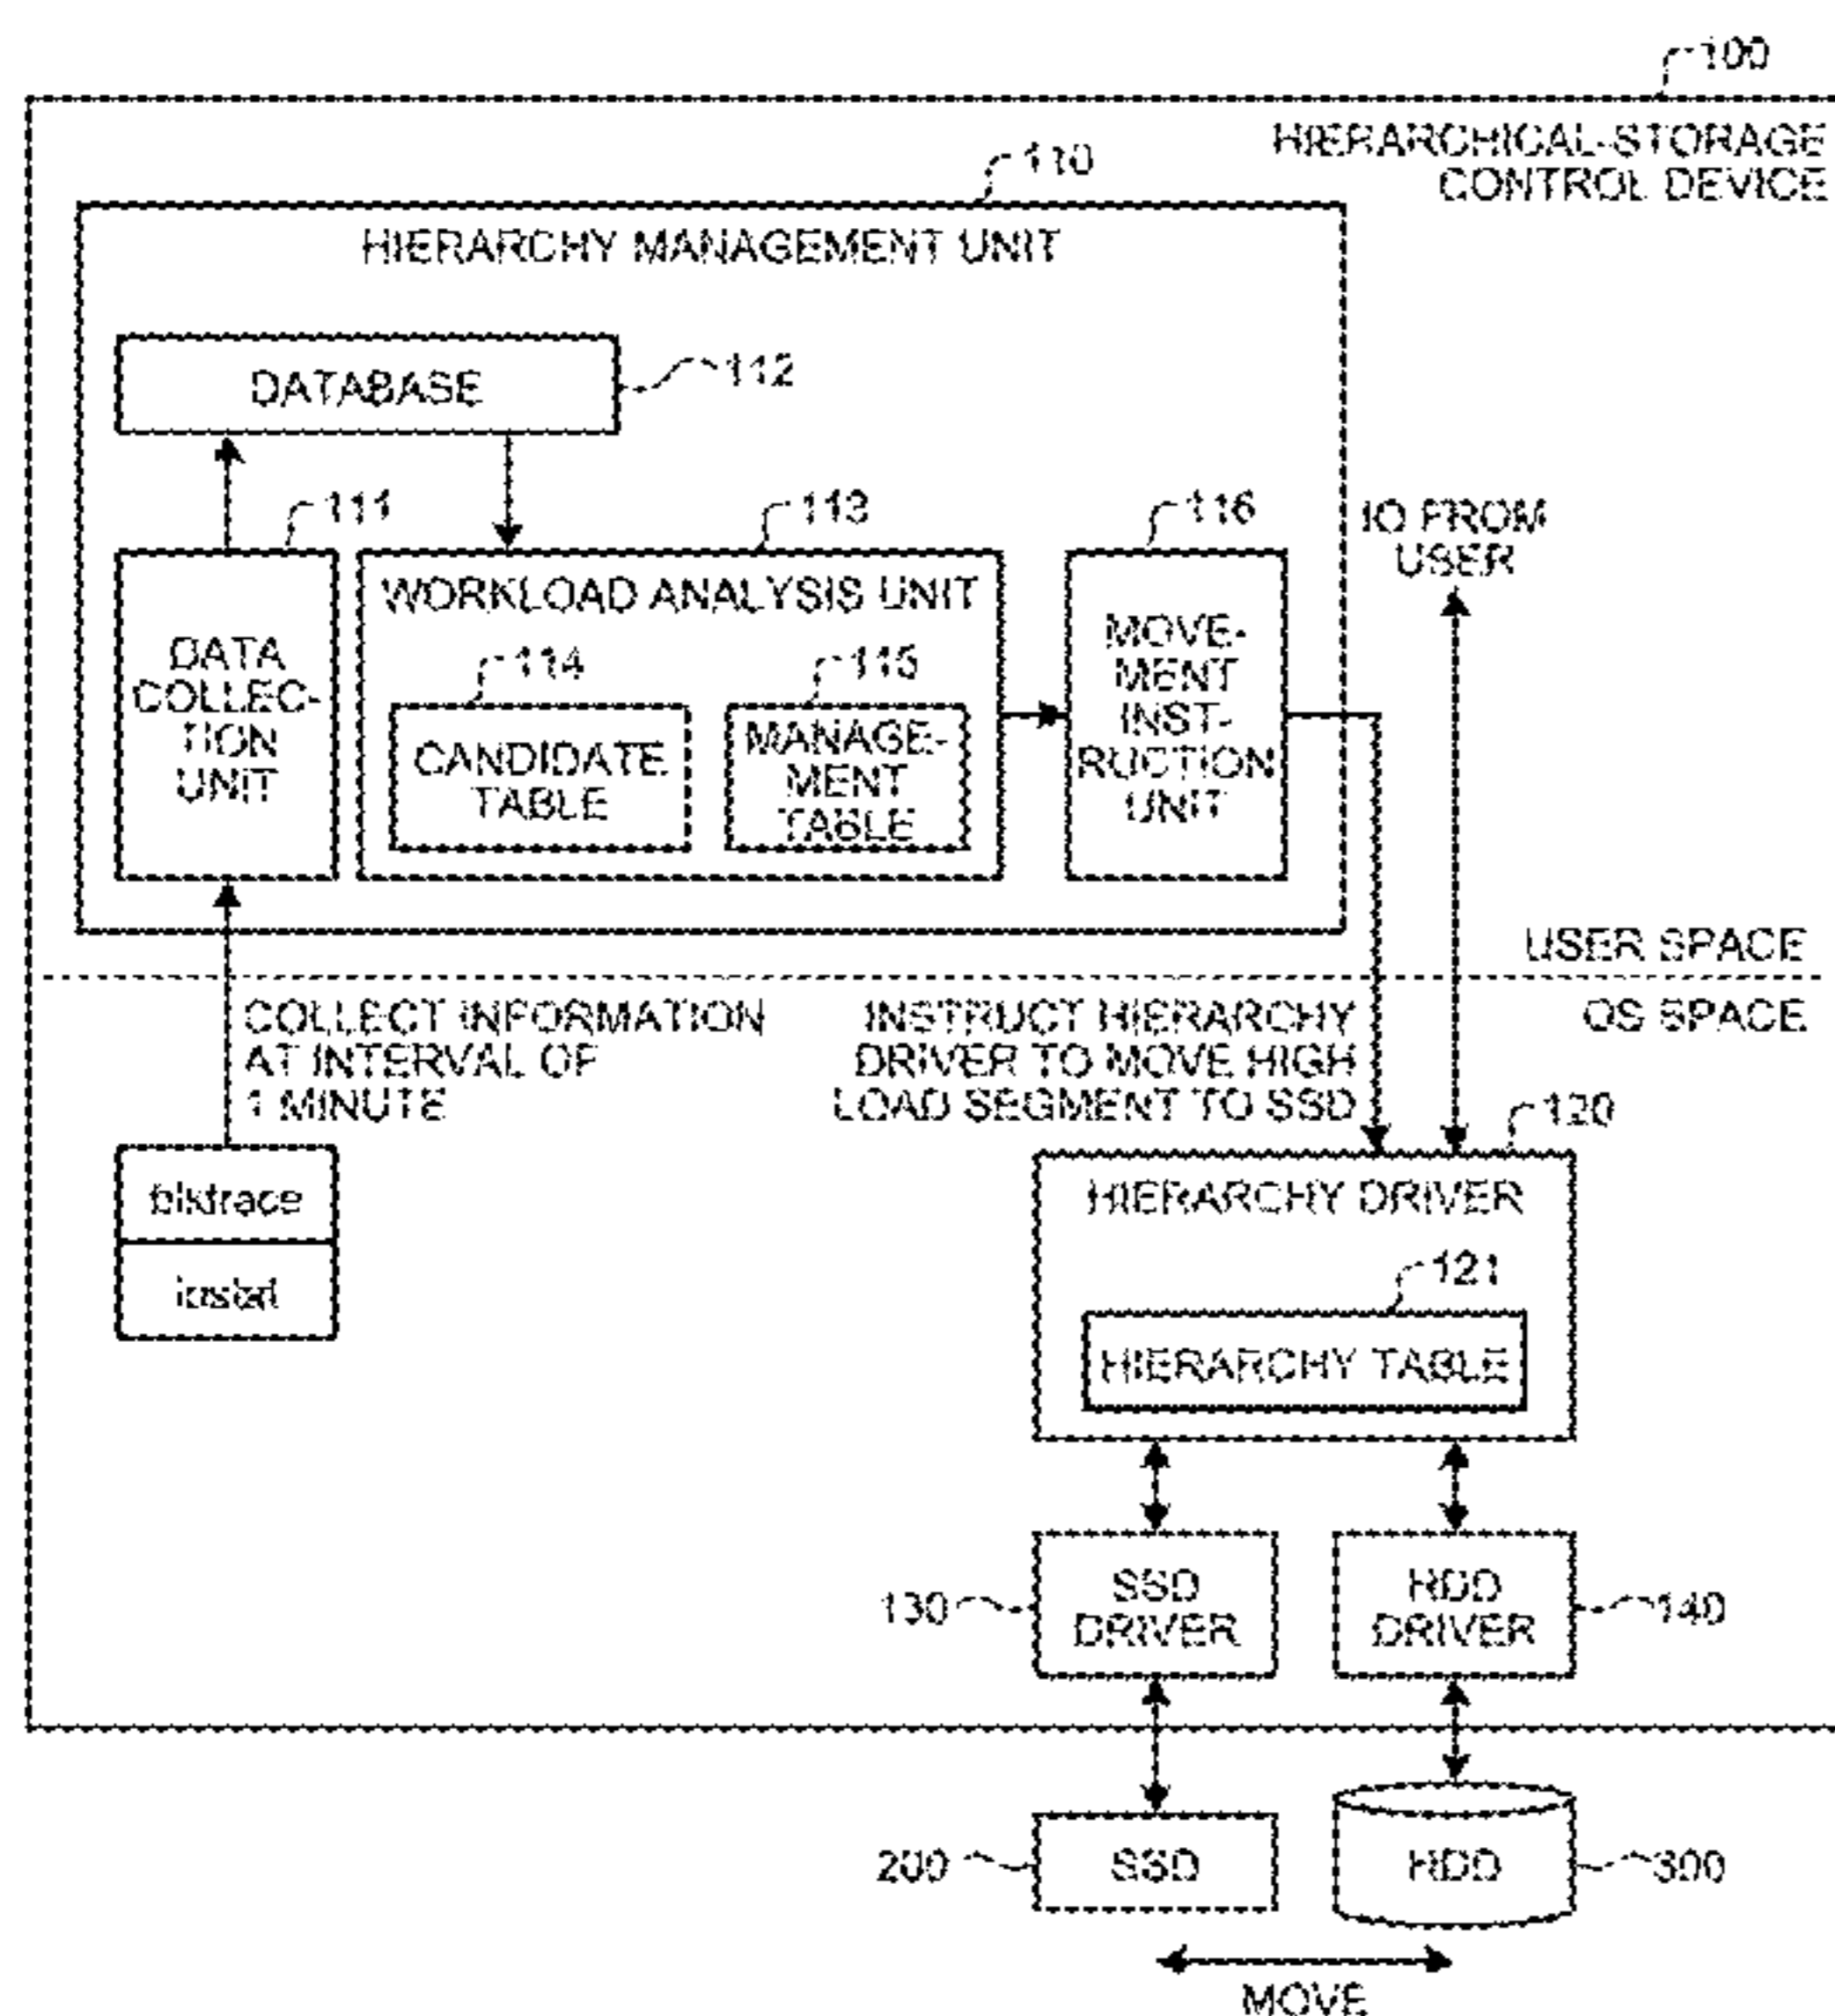 100
HIERARCHICAL-STORAGE
CONTROL DEVICE
110
HIERARCHY MANAGEMENT UNIT
DATABASE
112
111
113
116
IO FROM
USER
DATA
COLLEC-
TION
UNIT
WORKLOAD ANALYSIS UNIT
114
CANDIDATE
TABLE
115
MANAGE-
MENT
TABLE
MOVE-
MENT
INST-
RUCTION
UNIT
USER SPACE
OS SPACE
COLLECT INFORMATION
AT INTERVAL OF
1 MINUTE
INSTRUCT HIERARCHY
DRIVER TO MOVE HIGH
LOAD SEGMENT TO SSD
120
blktrace
iostat
HIERARCHY DRIVER
121
HIERARCHY TABLE
130
SSD
DRIVER
HDD
DRIVER
140
200
SSD
HDD
300
MOVE